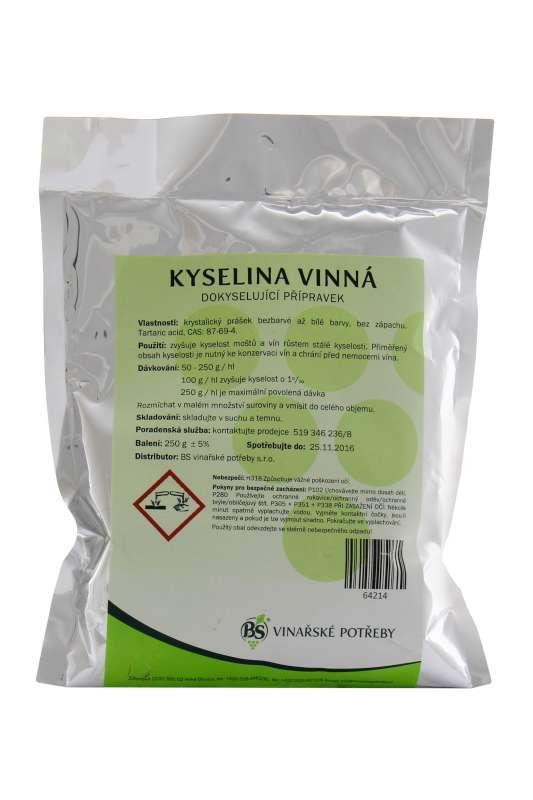 KYSELINA VINNÁ
DOKYSELUJÍCÍ PŘÍPRAVEK
Vlastnosti: krystalický prášek bezbarvé až bílé barvy, bez zápachu.
Tartaric acid, CAS: 87-69-4.
Použití: zvyšuje kyselost moštů a vín růstem stálé kyselosti. Přiměřený
obsah kyselosti je nutný ke konzervaci vín a chrání před nemocemi vína.
Dávkování: 50 - 250 g / hl
100 g / hl zvyšuje kyselost o 1‰
250 g / hl je maximální povolená dávka
Rozmíchat v malém množství suroviny a vmísit do celého objemu.
Skladování: skladujte v suchu a temnu.
Poradenská služba: kontaktujte prodejce 519 346 236/8
Balení: 250 g ± 5% Spotřebujte do: 25.11.2016
Distributor: BS vinařské potřeby s.r.o.
Nebezpečí: H318 Způsobuje vážné poškození očí.
Pokyny pro bezpečné zacházení: P102 Uchovávejte mimo dosah dětí.
P280 Používejte ochranné rukavice/ochranný oděv/ochranné
brýle/obličejový štít. P305 + P351 + P338 PŘI ZASAŽENÍ OČÍ: Několik
minut opatrně vyplachujte vodou. Vyjměte kontaktní čočky, jsou-li
nasazeny a pokud je lze vyjmout snadno. Pokračujte ve vyplachování.
Použitý obal odevzdejte ve sběrně nebezpečného odpadu!
64214
BS VINAŘSKÉ POTŘEBY